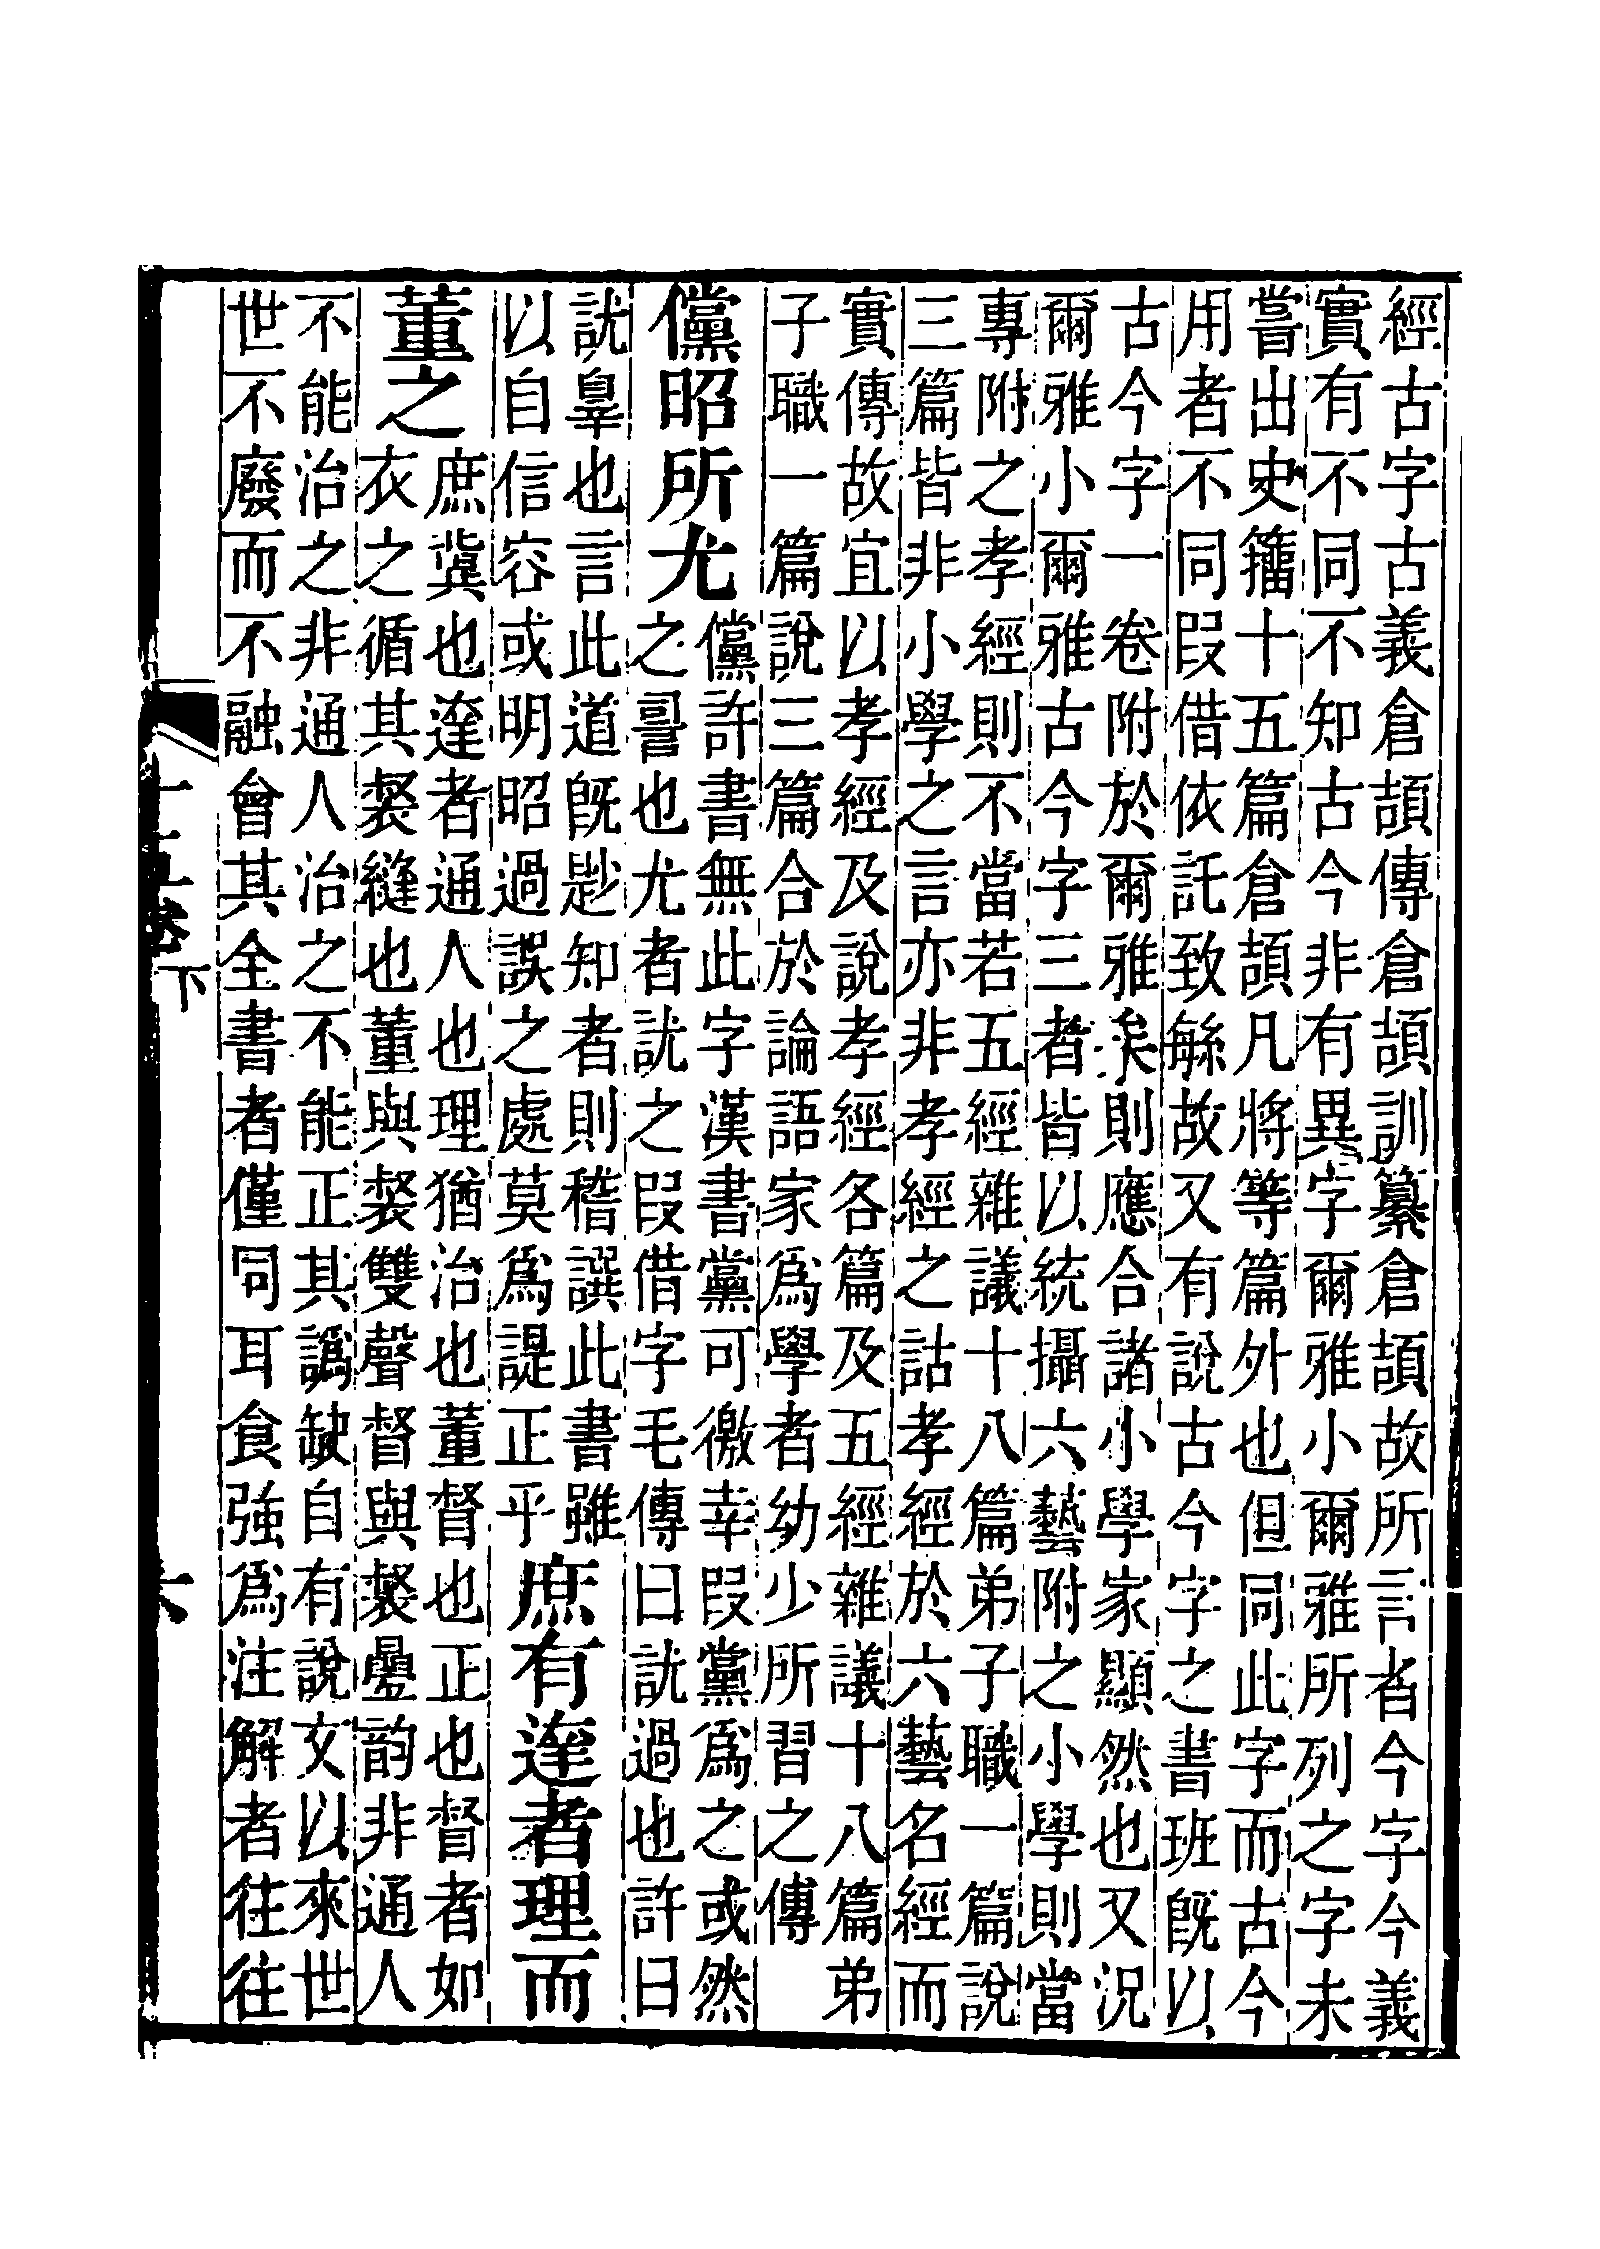 經古字古義倉頡傳倉頡訓纂倉頡故所言者今字今義
實有不同不知古今非有異字爾雅小爾雅所列之字未
嘗出史籒十五篇倉頡凡將等篇外也但同此字而古今
用者不同叚借依託致緐故又有說古今字之書班旣以
古今字一卷附於爾雅矣則應合諸小學家顯然也又況
爾雅小爾雅古今字三者皆以統攝六藝附之小學則當
專附之孝經則不當若五經雜議十八篇弟子職一篇說
三篇皆非小學之言亦非孝經之詁孝經於六藝名經而
實傳故宜以孝經及說孝經各篇及五經雜議十八篇弟
子職一篇說三篇合於論語家爲學者幼少所習之傳
儻昭所尤
儻許書無此字漢書黨可徼幸叚黨爲之或然
之䛐也尤者訧之叚借字毛傳曰訧過也許曰
訧辠也言此道旣尟知者則稽譔此書雖
以自信容或明昭過誤之處莫爲諟正乎
庶有達者理而
董之
庶冀也達者通人也理猶治也董督也正也督者如
衣之循其裻縫也董與裻雙聲督與裻曡韵非通人
不能治之非通人治之不能正其譌缺自有說文以來世
世不廢而不融會其全書者僅同耳食強爲注解者往往
十五卷下
六